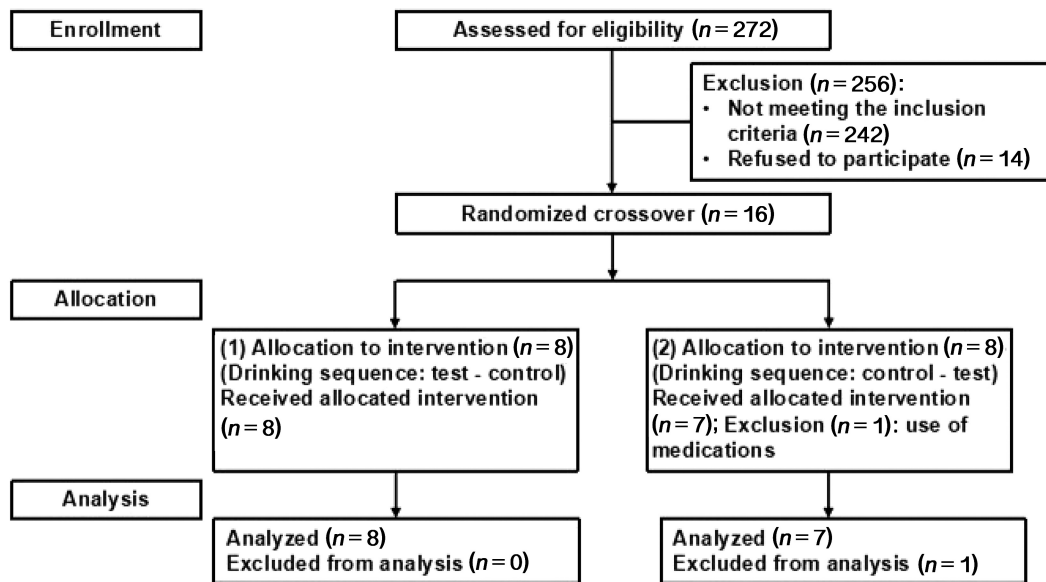 Enrollment
Assessed for eligibility (n=272)
Exclusion (n=256):
• Not meeting the inclusion
criteria (n=242)
• Refused to participate (n=14)
Randomized crossover (n=16)
Allocation
(1) Allocation to intervention (n=8)
(Drinking sequence: test - control)
Received allocated intervention
(n=8)
(2) Allocation to intervention (n=8)
(Drinking sequence: control - test)
Received allocated intervention
(n=7); Exclusion (n=1): use of
medications
Analysis
Analyzed (n=8)
Excluded from analysis (n=0)
Analyzed (n=7)
Excluded from analysis (n=1)